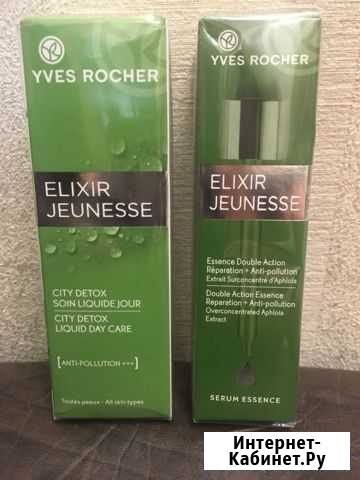 YVES ROCHER
ELIXIR
JEUNESSE
CITY DETOX
SOIN LIQUIDE JOUR
CITY DETOX
LIQUID DAY CARE
[ANTI-POLLUTION +++]
Toutes peaux - All skin types
YVES ROCHER
ELIXIR
JEUNESSE
Essence Double Action
Réparation + Anti-pollution
Extrait Surconcentré d'Aphloia
Double Action Essence
Reparation + Anti-pollution
Overconcentrated Aphloia
Extract
SERUM ESSENCE
Интернет-
Кабинет.Ру